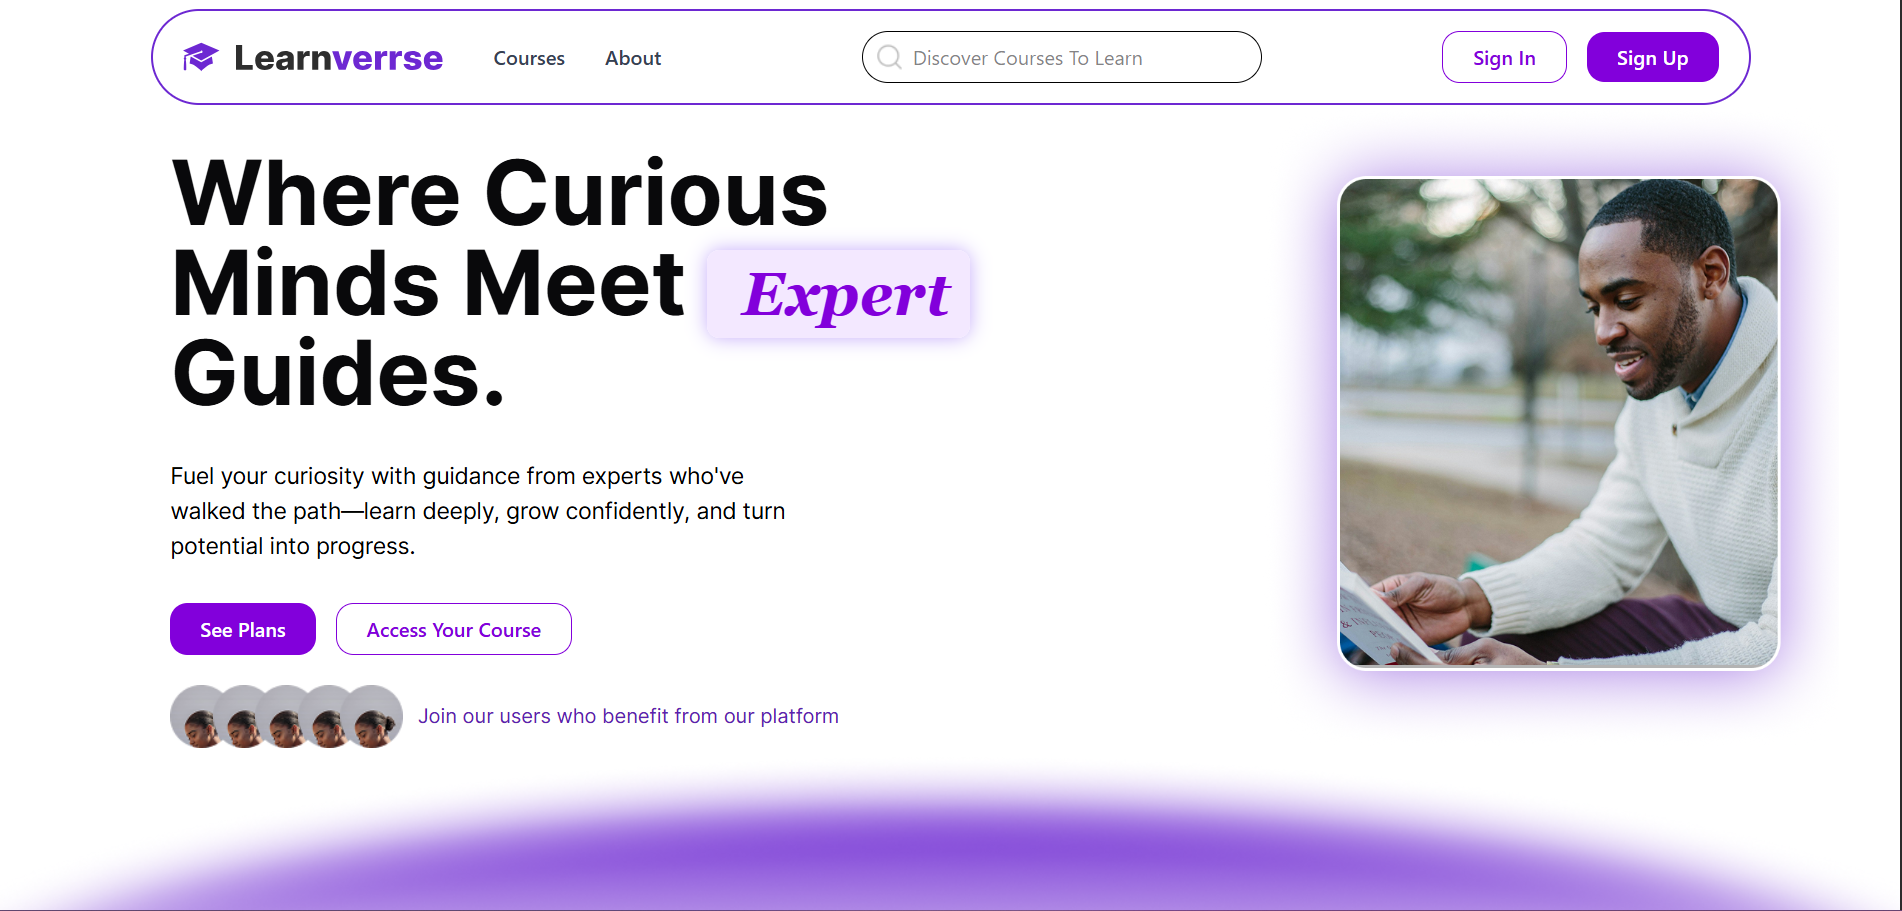 Learnverrse
Courses
About
Discover Courses To Learn
Sign In
Sign Up
Where Curious
Minds Meet Expert
Guides.
Fuel your curiosity with guidance from experts who've
walked the path—learn deeply, grow confidently, and turn
potential into progress.
See Plans
Access Your Course
Join our users who benefit from our platform